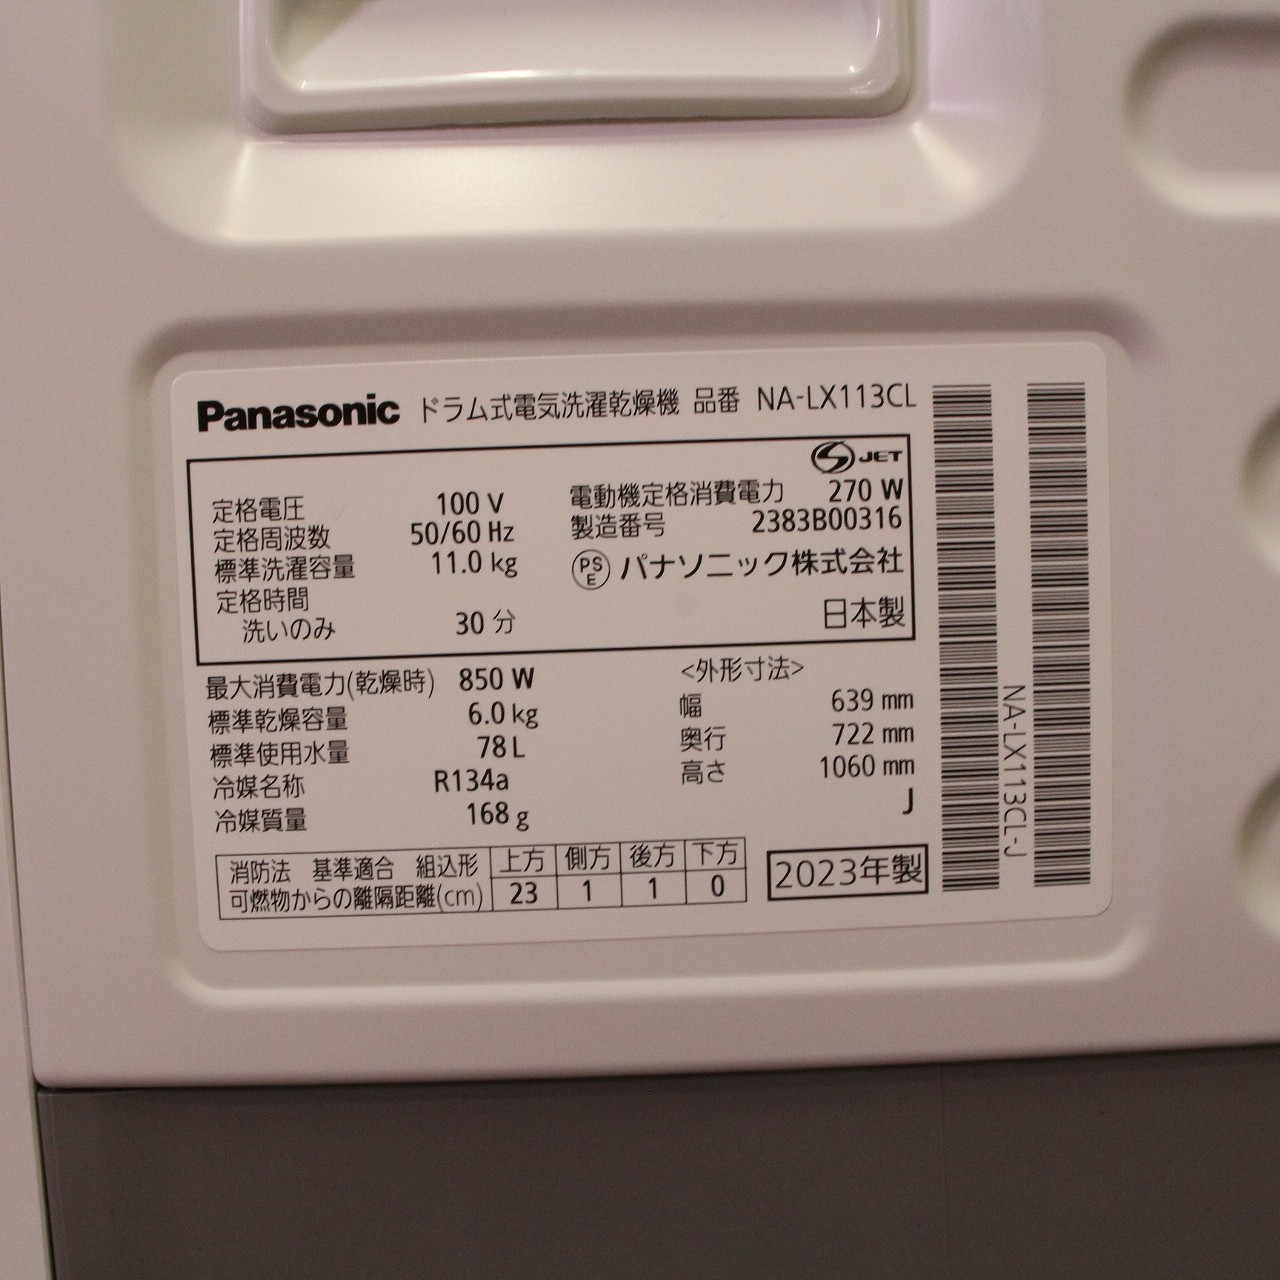 Panasonic ドラム式電気洗濯乾燥機 品番 NA-LX113CL
JET
定格電圧 100 V
定格周波数 50/60 Hz
標準洗濯容量 11.0 kg
定格時間
洗いのみ 30 分
電動機定格消費電力 270 W
製造番号 2383B00316
PS E パナソニック株式会社
日本製
最大消費電力(乾燥時) 850 W
標準乾燥容量 6.0 kg
標準使用水量 78 L
冷媒名称 R134a
冷媒質量 168 g
<外形寸法>
幅 639 mm
奥行 722 mm
高さ 1060 mm
J
消防法 基準適合 組込形 上方 側方 後方 下方
可燃物からの離隔距離(cm) 23 1 1 0
2023年製
NA-LX113CL-J